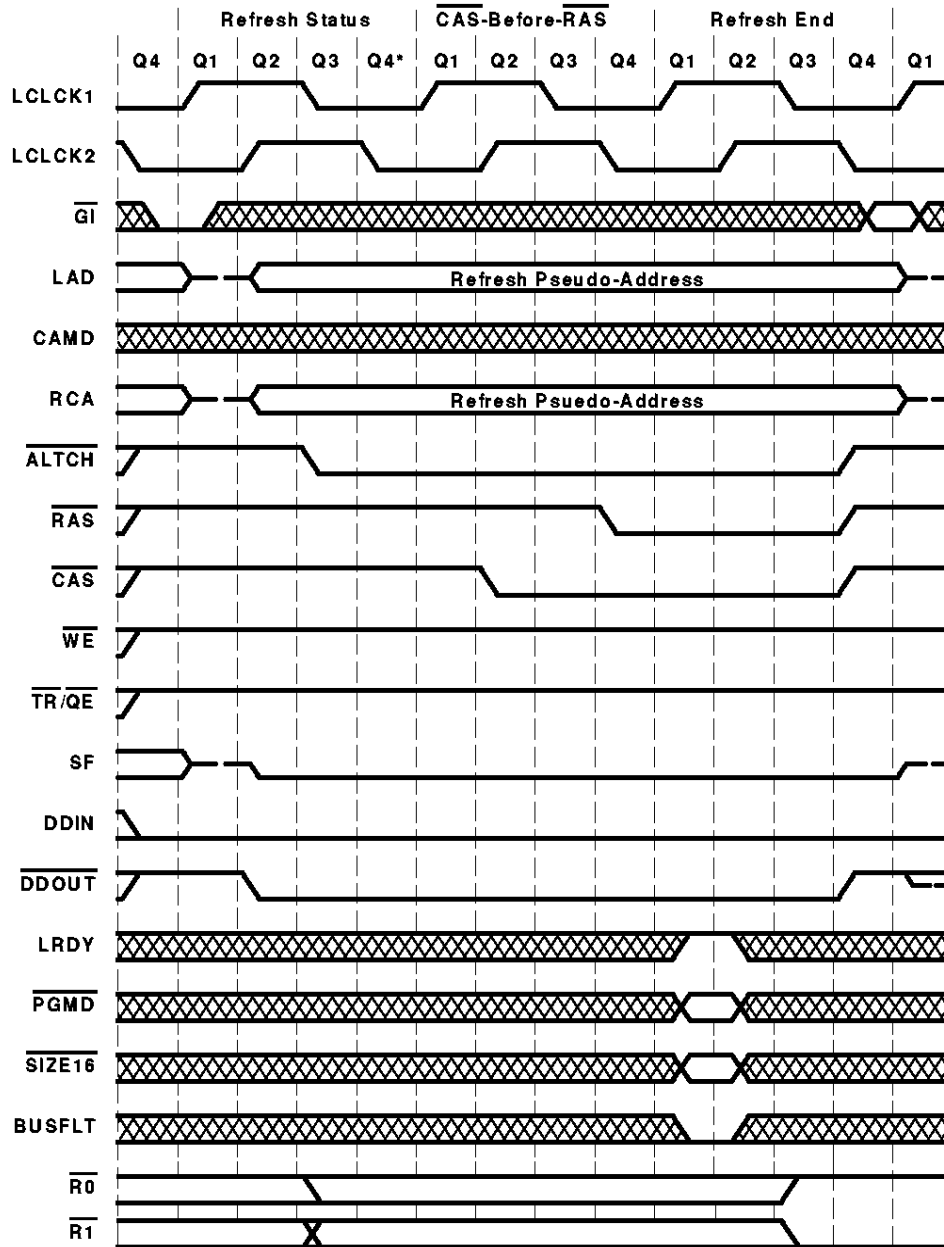 Refresh Status CAS-Before-RAS Refresh End
Q4 Q1 Q2 Q3 Q4* Q1 Q2 Q3 Q4 Q1 Q2 Q3 Q4 Q1
LCLCK1
LCLCK2
GI
LAD Refresh Pseudo-Address
CAMD
RCA Refresh Psuedo-Address
ALTCH
RAS
CAS
WE
TR/QE
SF
DDIN
DDOUT
LRDY
PGMD
SIZE16
BUSFLT
R0
R1